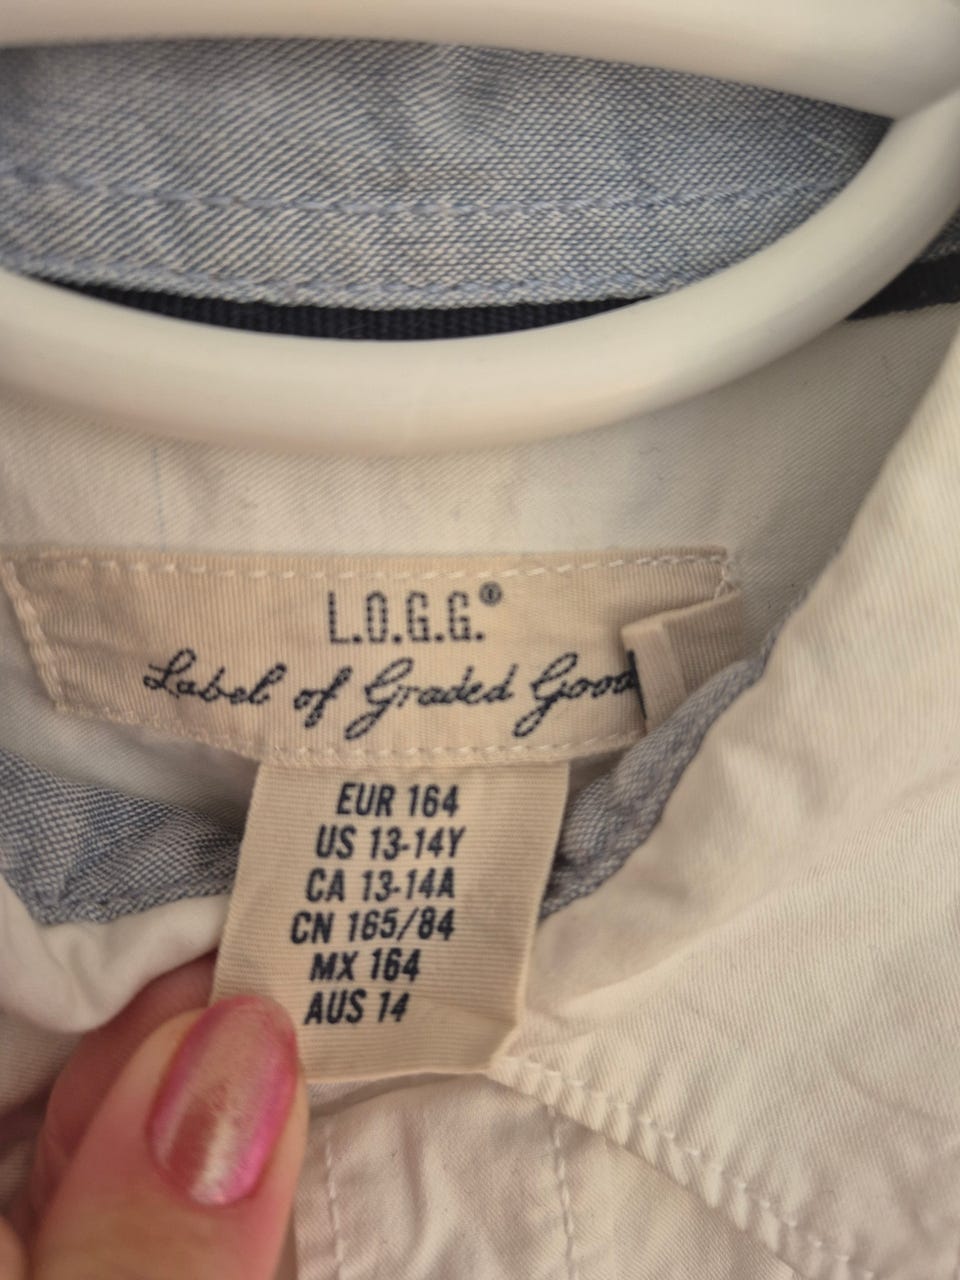 L.O.G.G.®
Label of Graded Good
EUR 164
US 13-14Y
CA 13-14A
CN 165/84
MX 164
AUS 14